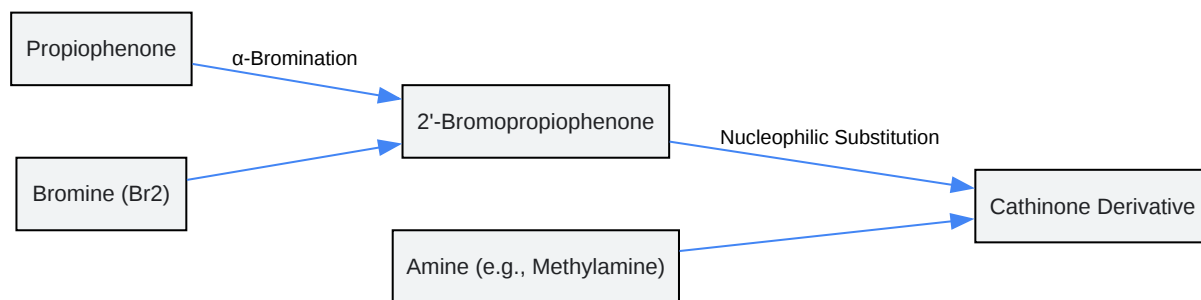 Propiophenone
α-Bromination
2'-Bromopropiophenone
Nucleophilic Substitution
Bromine (Br2)
Cathinone Derivative
Amine (e.g., Methylamine)